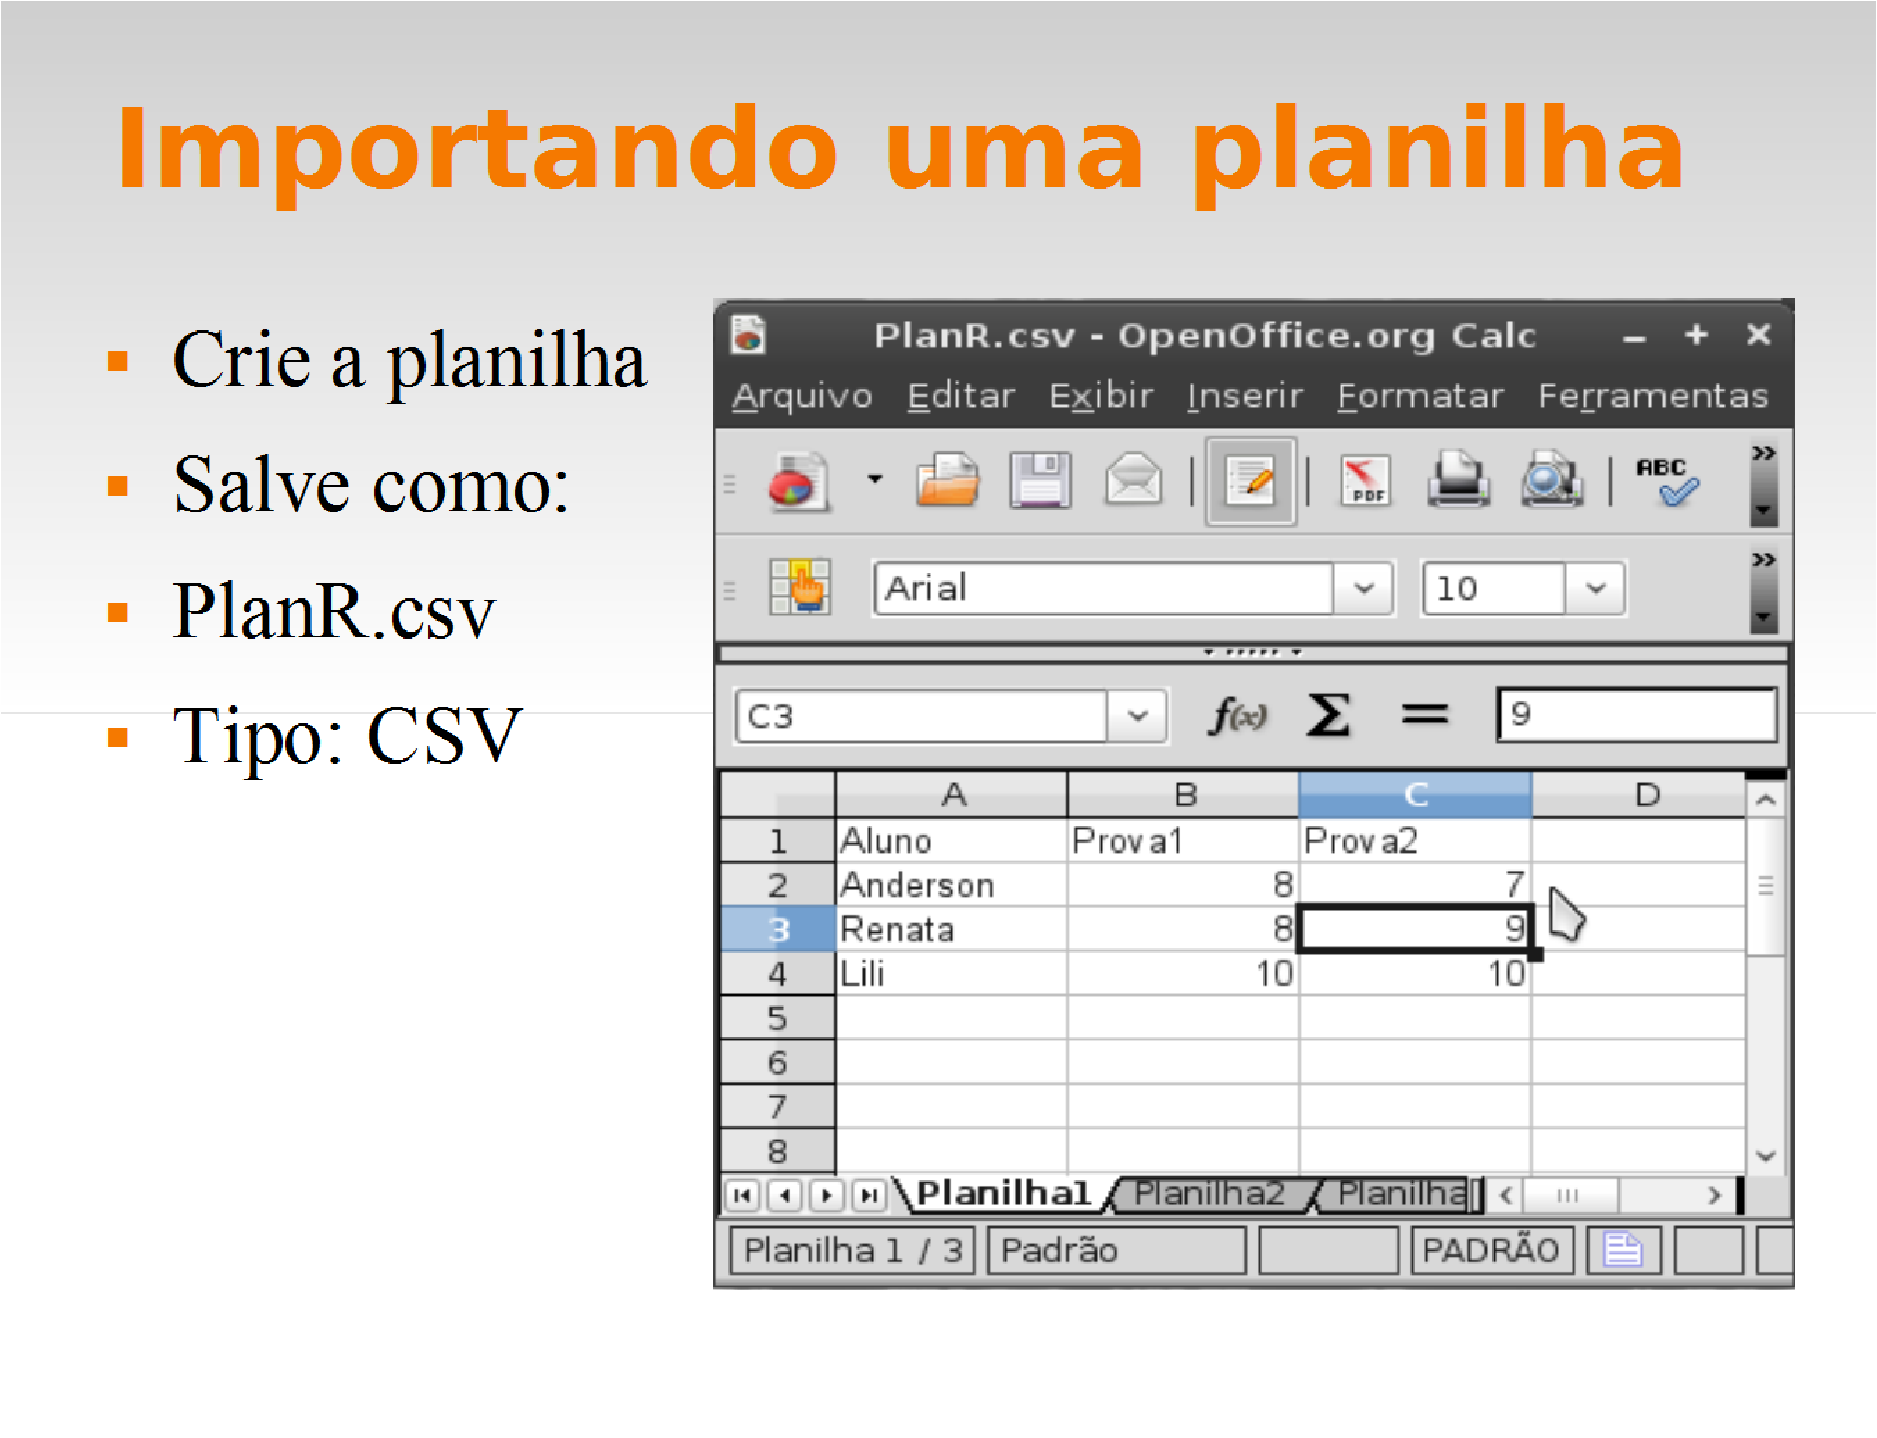 Importando uma planilha
Crie a planilha
Salve como:
PlanR.csv
Tipo: CSV
PlanR.csv - OpenOffice.org Calc
Arquivo Editar Exibir Inserir Formatar Ferramentas
PDF ABC
Arial 10
C3 f(x) Σ = 9
A B C D
1 Aluno Prova1 Prova2
2 Anderson 8 7
3 Renata 8 9
4 Lili 10 10
5
6
7
8
Planilha1 Planilha2 Planilha
Planilha 1 / 3 Padrão PADRÃO